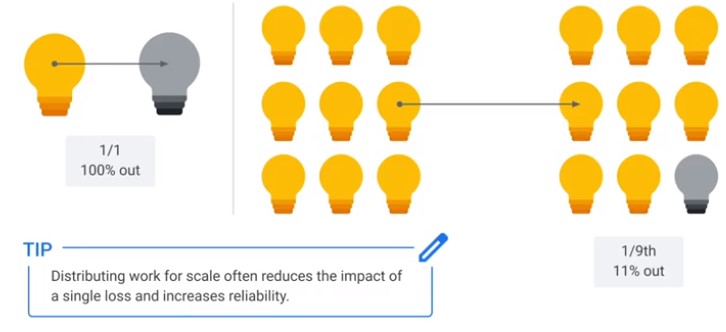 1/1
100% out
1/9th
11% out
TIP
Distributing work for scale often reduces the impact of
a single loss and increases reliability.